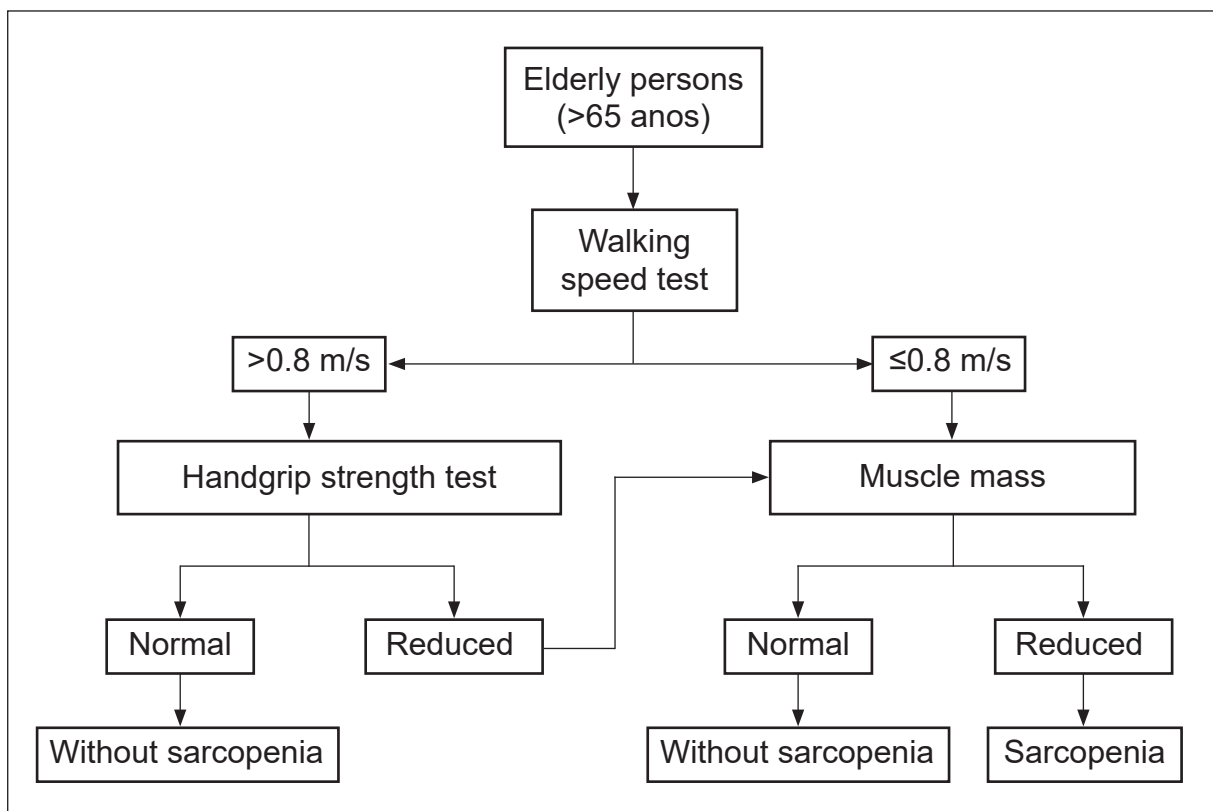 Elderly persons
(>65 anos)
Walking
speed test
>0.8 m/s
≤0.8 m/s
Handgrip strength test
Muscle mass
Normal
Reduced
Normal
Reduced
Without sarcopenia
Without sarcopenia
Sarcopenia